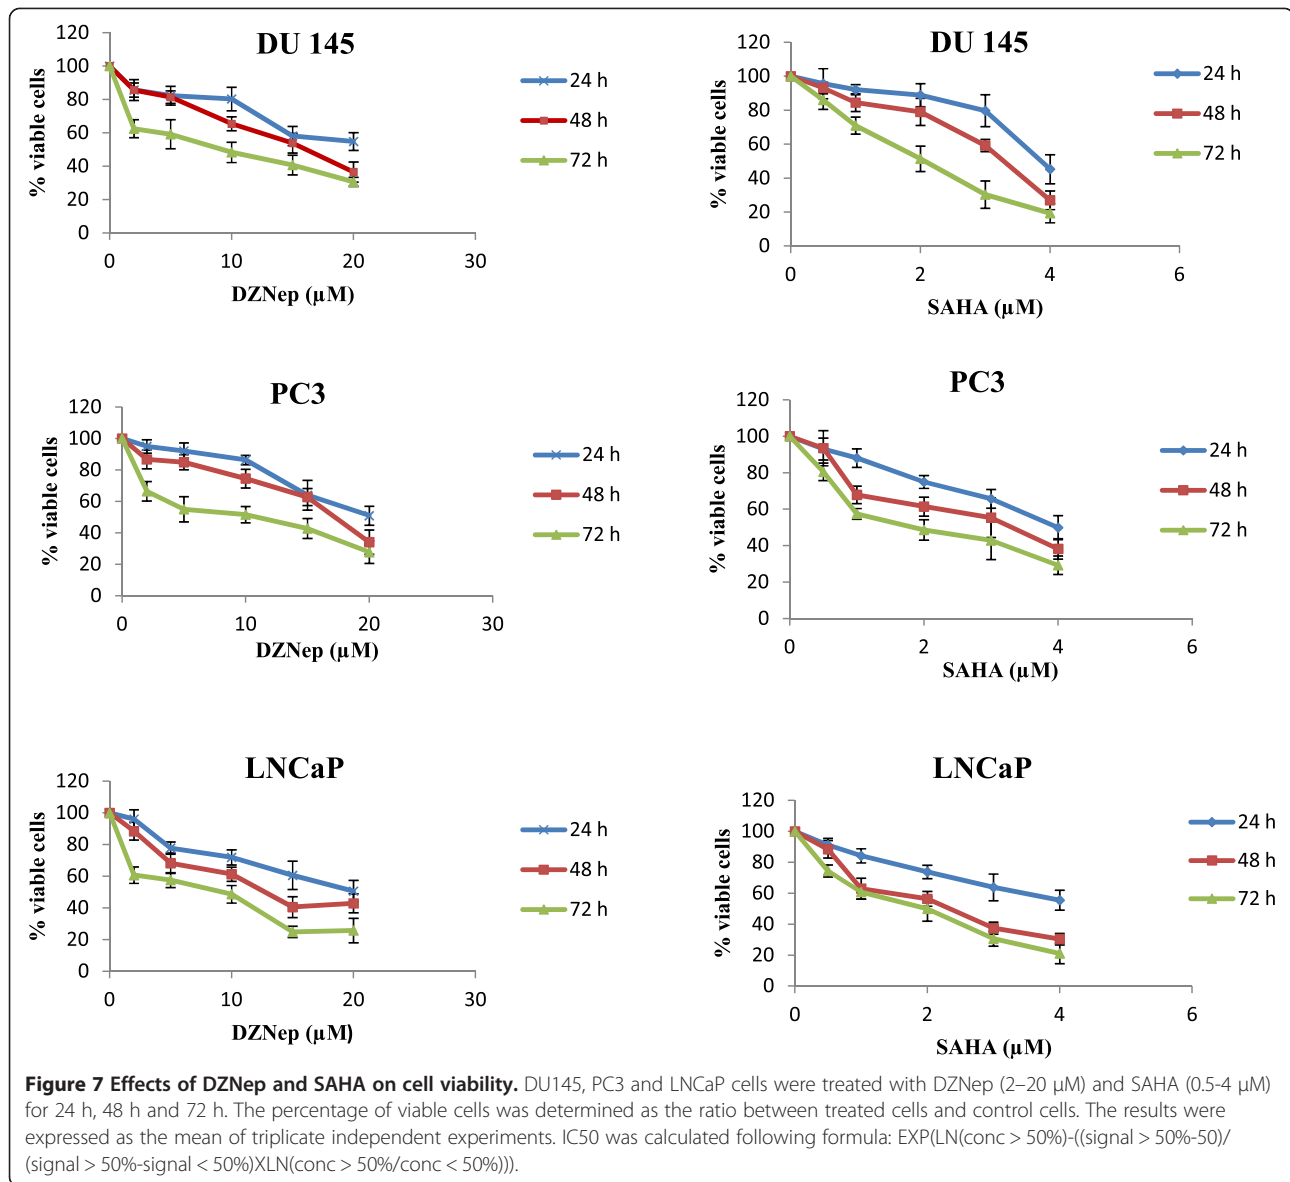 DU 145
120
100
80
60
40
20
0
% viable cells
0 10 20 30
DZNep (µM)
24 h
48 h
72 h
DU 145
120
100
80
60
40
20
0
% viable cells
0 2 4 6
SAHA (µM)
24 h
48 h
72 h
PC3
120
100
80
60
40
20
0
% viable cells
0 10 20 30
DZNep (µM)
24 h
48 h
72 h
PC3
120
100
80
60
40
20
0
% viable cells
0 2 4 6
SAHA (µM)
24 h
48 h
72 h
LNCaP
120
100
80
60
40
20
0
% viable cells
0 10 20 30
DZNep (µM)
24 h
48 h
72 h
LNCaP
120
100
80
60
40
20
0
% viable cells
0 2 4 6
SAHA (µM)
24 h
48 h
72 h
Figure 7 Effects of DZNep and SAHA on cell viability. DU145, PC3 and LNCaP cells were treated with DZNep (2–20 µM) and SAHA (0.5-4 µM)
for 24 h, 48 h and 72 h. The percentage of viable cells was determined as the ratio between treated cells and control cells. The results were
expressed as the mean of triplicate independent experiments. IC50 was calculated following formula: EXP(LN(conc > 50%)-((signal > 50%-50)/
(signal > 50%-signal < 50%)XLN(conc > 50%/conc < 50%))).